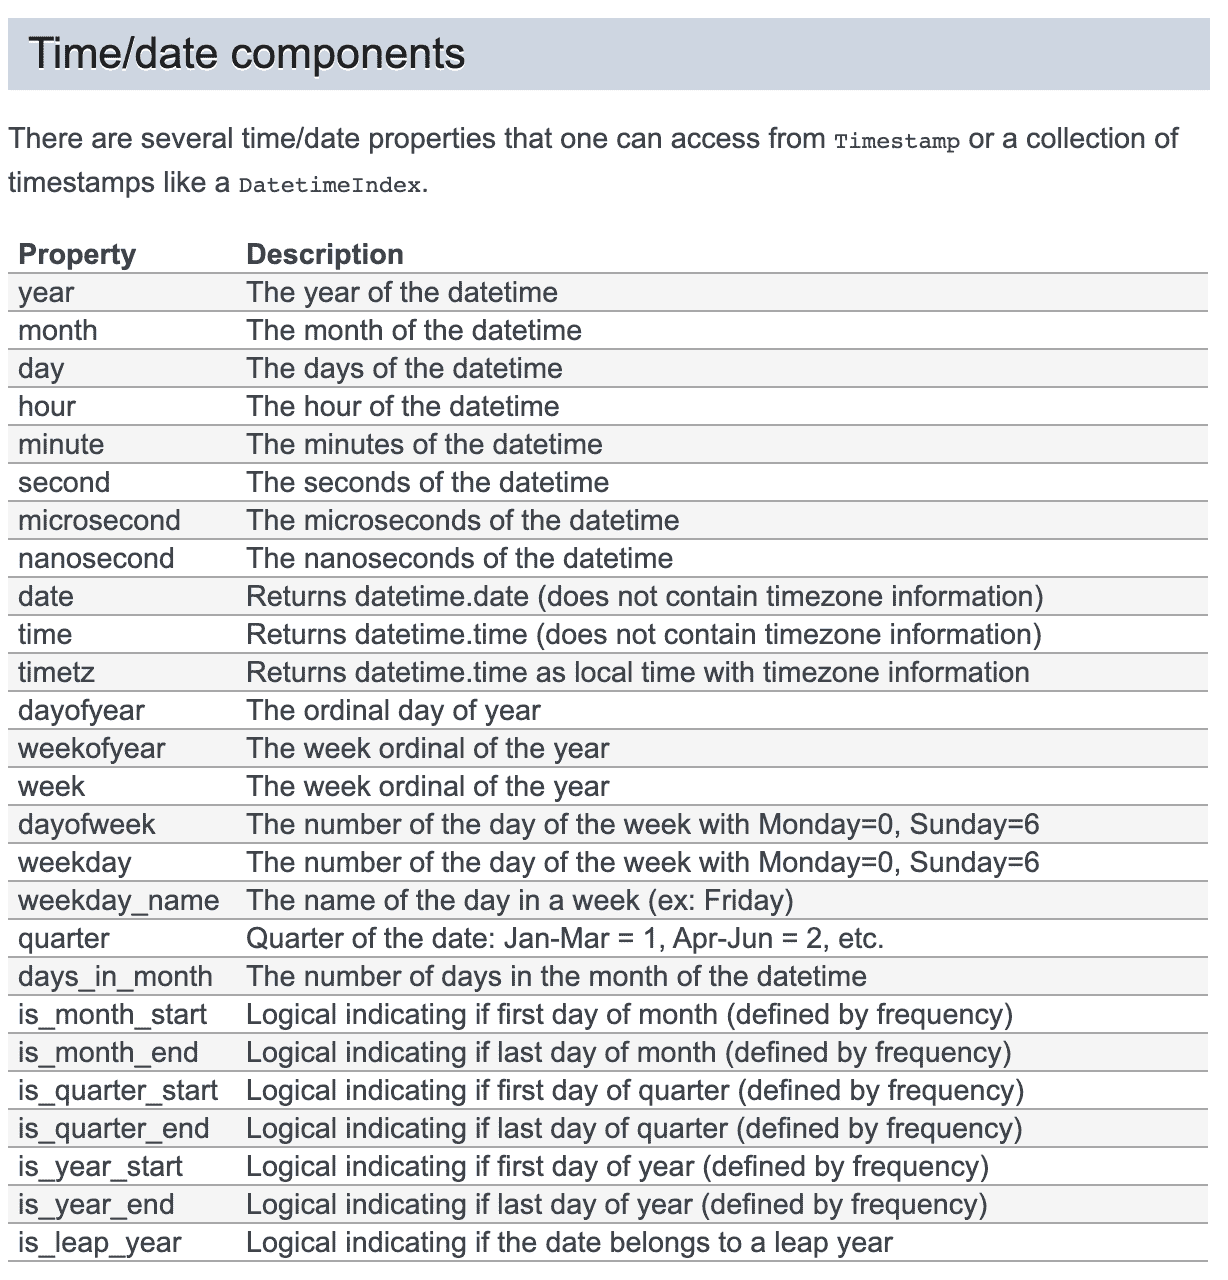 Time/date components
There are several time/date properties that one can access from Timestamp or a collection of
timestamps like a DatetimeIndex.
Property Description
year The year of the datetime
month The month of the datetime
day The days of the datetime
hour The hour of the datetime
minute The minutes of the datetime
second The seconds of the datetime
microsecond The microseconds of the datetime
nanosecond The nanoseconds of the datetime
date Returns datetime.date (does not contain timezone information)
time Returns datetime.time (does not contain timezone information)
timetz Returns datetime.time as local time with timezone information
dayofyear The ordinal day of year
weekofyear The week ordinal of the year
week The week ordinal of the year
dayofweek The number of the day of the week with Monday=0, Sunday=6
weekday The number of the day of the week with Monday=0, Sunday=6
weekday_name The name of the day in a week (ex: Friday)
quarter Quarter of the date: Jan-Mar = 1, Apr-Jun = 2, etc.
days_in_month The number of days in the month of the datetime
is_month_start Logical indicating if first day of month (defined by frequency)
is_month_end Logical indicating if last day of month (defined by frequency)
is_quarter_start Logical indicating if first day of quarter (defined by frequency)
is_quarter_end Logical indicating if last day of quarter (defined by frequency)
is_year_start Logical indicating if first day of year (defined by frequency)
is_year_end Logical indicating if last day of year (defined by frequency)
is_leap_year Logical indicating if the date belongs to a leap year